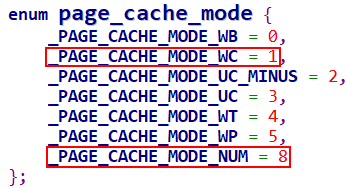 enum page_cache_mode {
_PAGE_CACHE_MODE_WB = 0,
_PAGE_CACHE_MODE_WC = 1,
_PAGE_CACHE_MODE_UC_MINUS = 2,
_PAGE_CACHE_MODE_UC = 3,
_PAGE_CACHE_MODE_WT = 4,
_PAGE_CACHE_MODE_WP = 5,
_PAGE_CACHE_MODE_NUM = 8
};